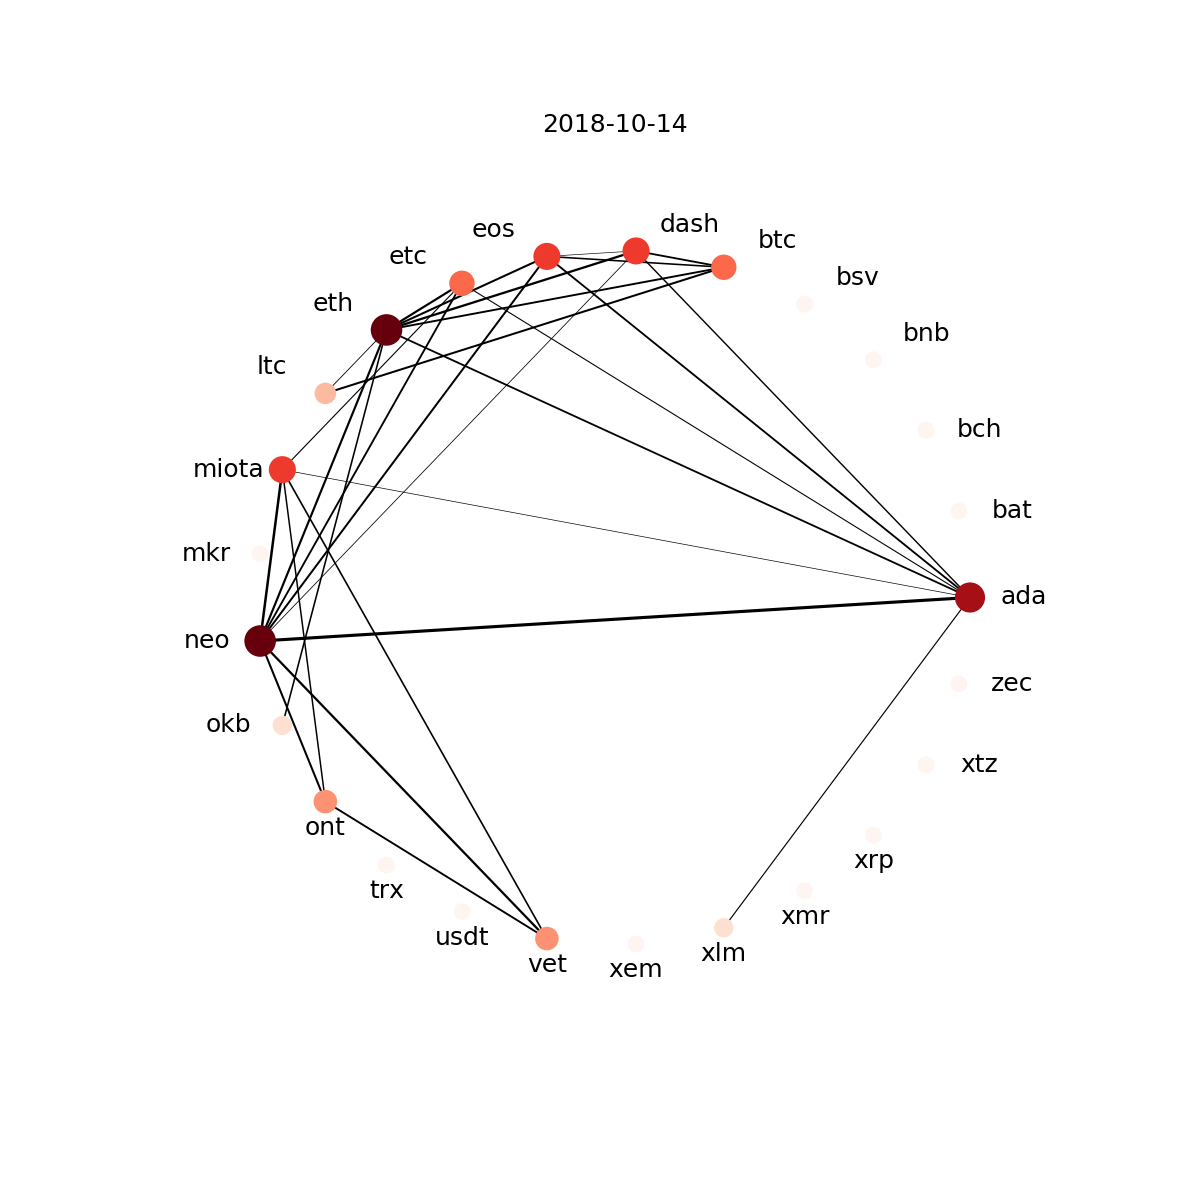 2018-10-14
dash
eos
btc
etc
bsv
eth
bnb
ltc
bch
miota
bat
mkr
ada
neo
zec
okb
xtz
ont
xrp
trx
xmr
usdt
xlm
vet
xem